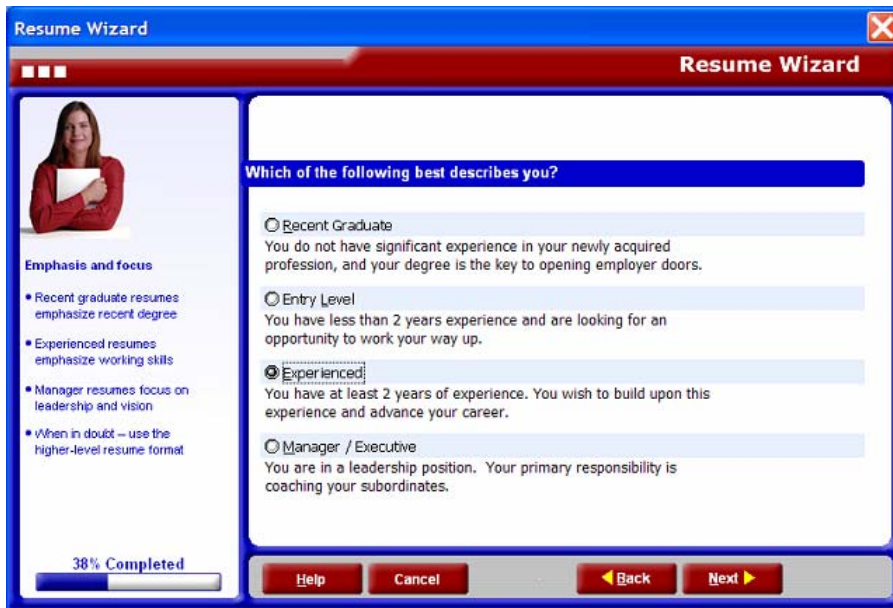 Resume Wizard
Resume Wizard
Which of the following best describes you?
Recent Graduate
You do not have significant experience in your newly acquired
profession, and your degree is the key to opening employer doors.
Entry Level
You have less than 2 years experience and are looking for an
opportunity to work your way up.
Experienced
You have at least 2 years of experience. You wish to build upon this
experience and advance your career.
Manager / Executive
You are in a leadership position. Your primary responsibility is
coaching your subordinates.
Emphasis and focus
• Recent graduate resumes
emphasize recent degree
• Experienced resumes
emphasize working skills
• Manager resumes focus on
leadership and vision
• When in doubt – use the
higher-level resume format
38% Completed
Help
Cancel
Back
Next